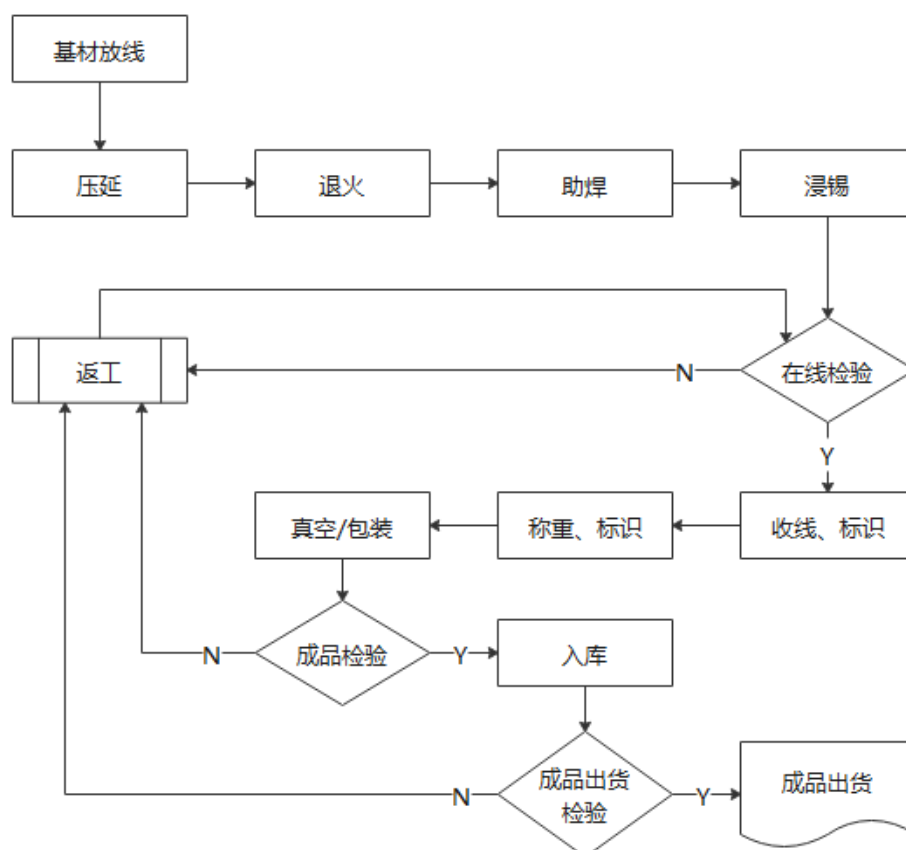 基材放线
压延
退火
助焊
浸锡
返工
N
在线检验
Y
真空/包装
称重、标识
收线、标识
N
成品检验
Y
入库
N
成品出货
检验
Y
成品出货